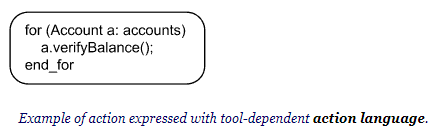 for (Account a: accounts)
a.verifyBalance();
end_for
Example of action expressed with tool-dependent action language.